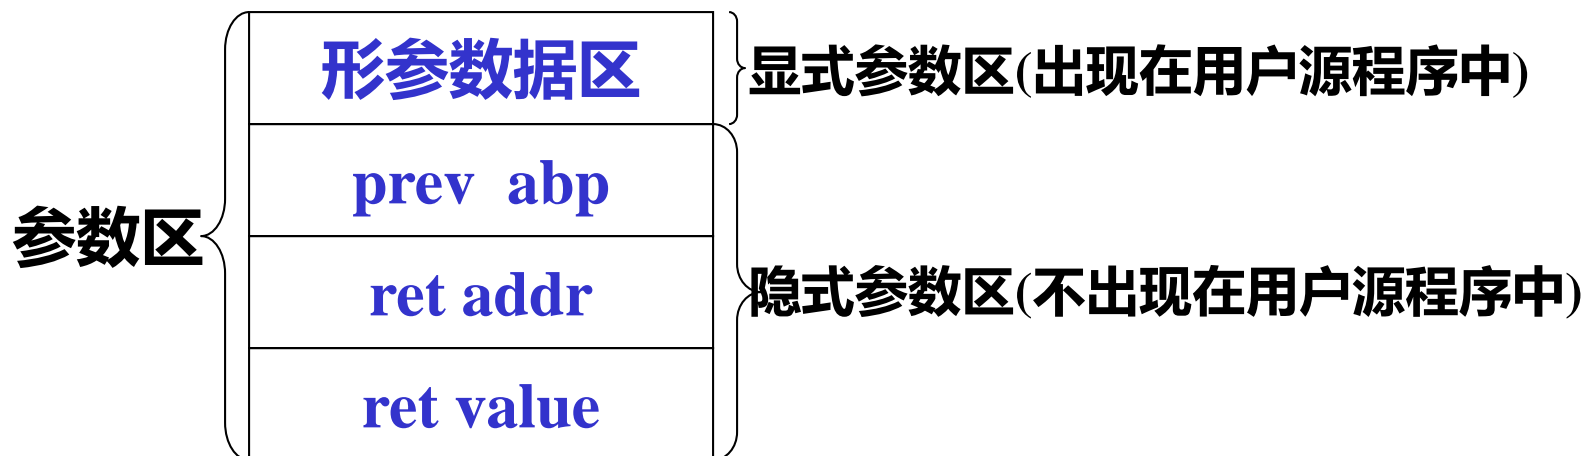 形参数据区
显式参数区(出现在用户源程序中)
prev abp
参数区
ret addr
隐式参数区(不出现在用户源程序中)
ret value